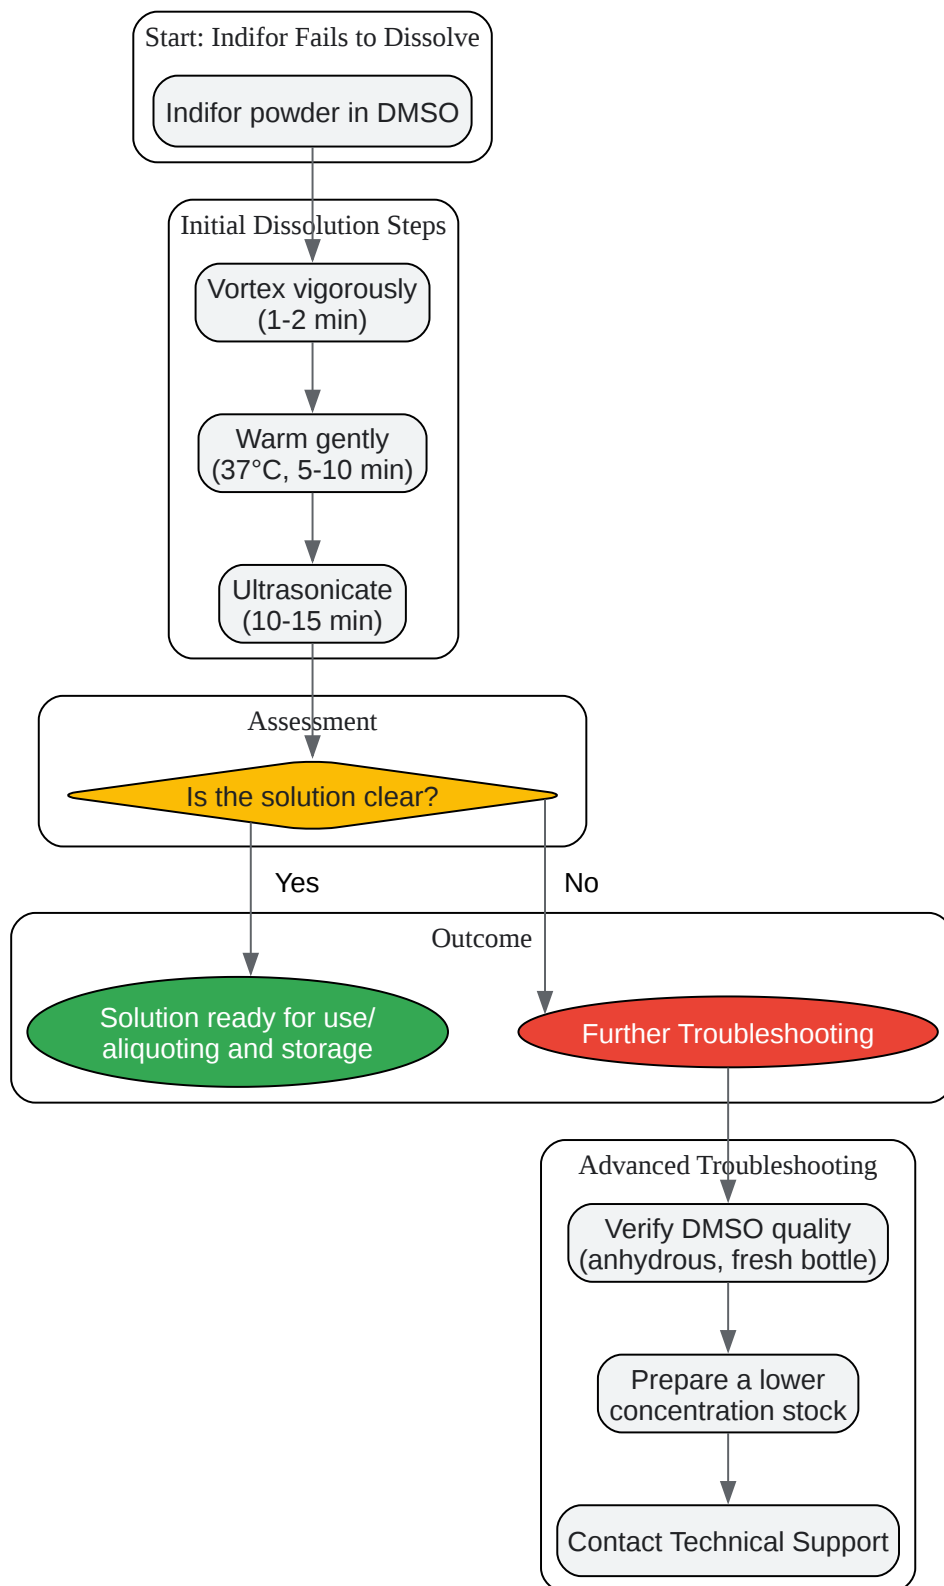 Start: Indifor Fails to Dissolve
Indifor powder in DMSO
Initial Dissolution Steps
Vortex vigorously
(1-2 min)
Warm gently
(37°C, 5-10 min)
Ultrasonicate
(10-15 min)
Assessment
Is the solution clear?
Yes
No
Outcome
Solution ready for use/
aliquoting and storage
Further Troubleshooting
Advanced Troubleshooting
Verify DMSO quality
(anhydrous, fresh bottle)
Prepare a lower
concentration stock
Contact Technical Support